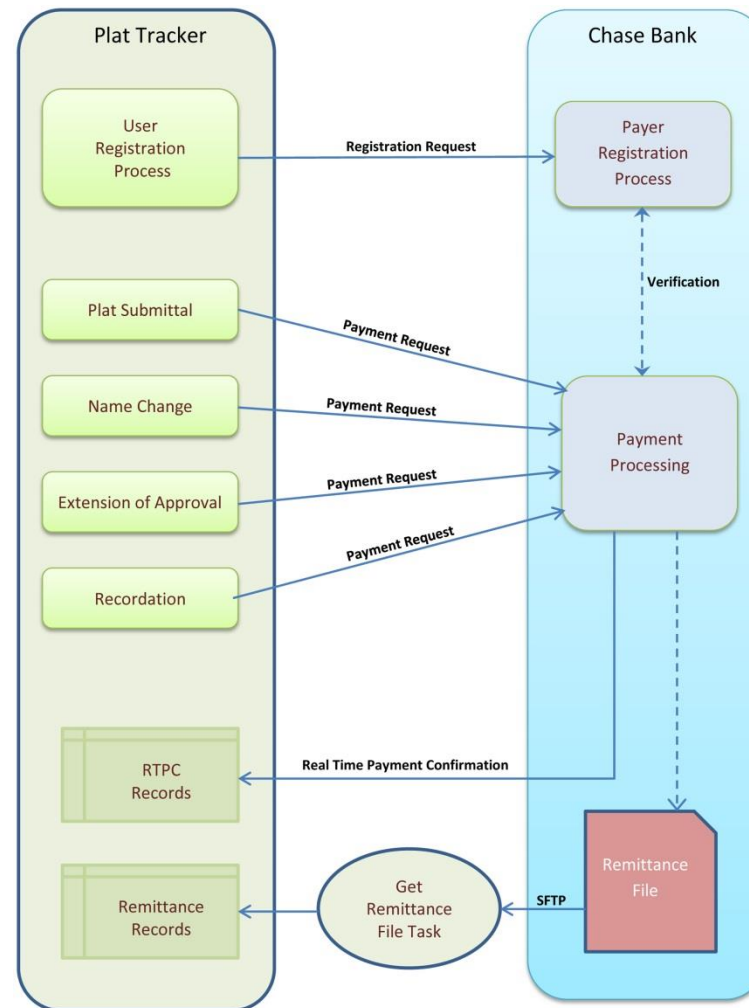 Plat Tracker
Chase Bank
User
Registration
Process
Registration Request
Payer
Registration
Process
Verification
Plat Submittal
Payment Request
Name Change
Payment Request
Payment
Processing
Extension of Approval
Payment Request
Recordation
Payment Request
RTPC
Records
Real Time Payment Confirmation
Remittance
Records
Get
Remittance
File Task
SFTP
Remittance
File